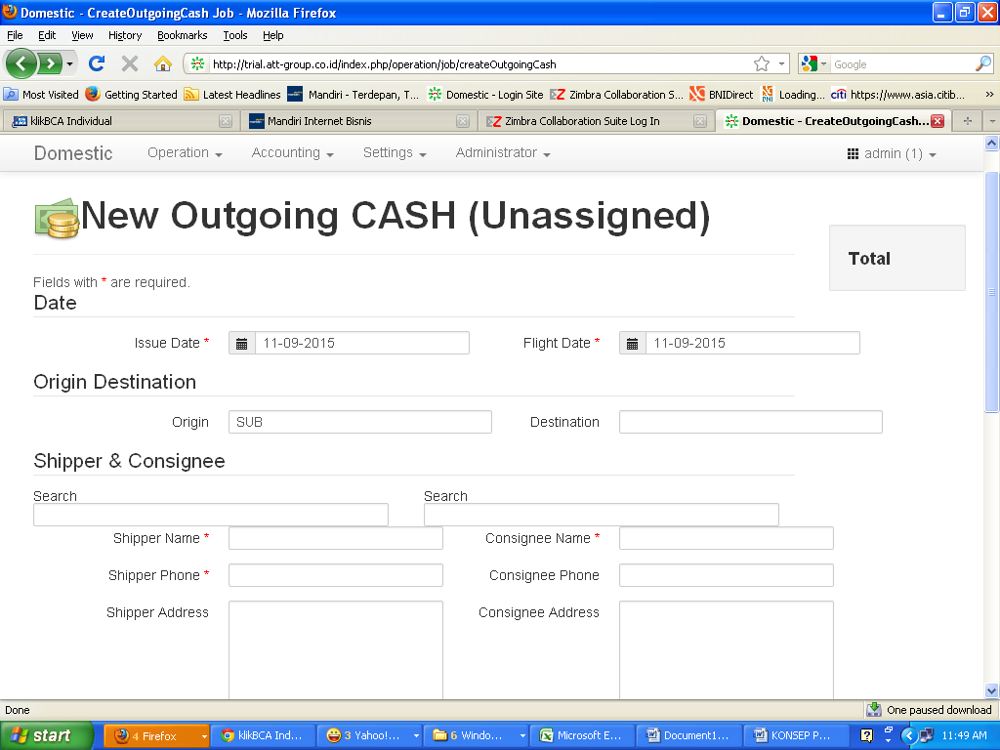 Domestic - CreateOutgoingCash Job - Mozilla Firefox
File Edit View History Bookmarks Tools Help
http://trial.att-group.co.id/index.php/operation/job/createOutgoingCash Google
Most Visited Getting Started Latest Headlines Mandiri - Terdepan, T... Domestic - Login Site Zimbra Collaboration S... BNIDirect Loading... https://www.asia.citib... »
klikBCA Individual Mandiri Internet Bisnis Zimbra Collaboration Suite Log In Domestic - CreateOutgoingCash...
Domestic Operation Accounting Settings Administrator admin (1)
New Outgoing CASH (Unassigned)
Total
Fields with * are required.
Date
Issue Date * 11-09-2015 Flight Date * 11-09-2015
Origin Destination
Origin SUB Destination
Shipper & Consignee
Search Search
Shipper Name * Consignee Name *
Shipper Phone * Consignee Phone
Shipper Address Consignee Address
Done One paused download
start 4 Firefox klikBCA Ind... 3 Yahoo!... 6 Windo... Microsoft E... Document1... KONSEP P... 11:49 AM